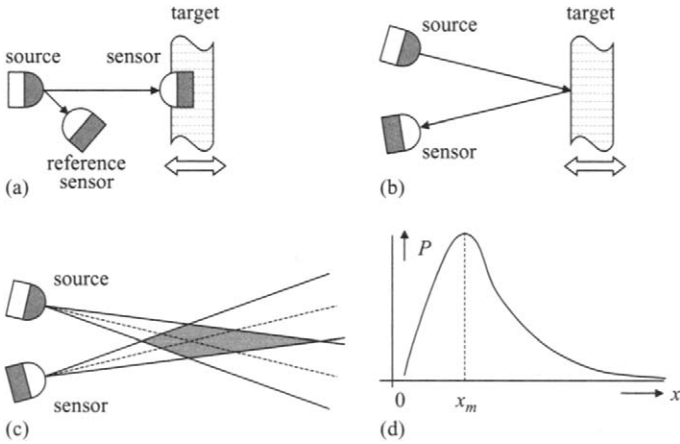 target
source
sensor
reference
sensor
(a)
target
source
sensor
(b)
source
sensor
(c)
P
0
x_m
x
(d)